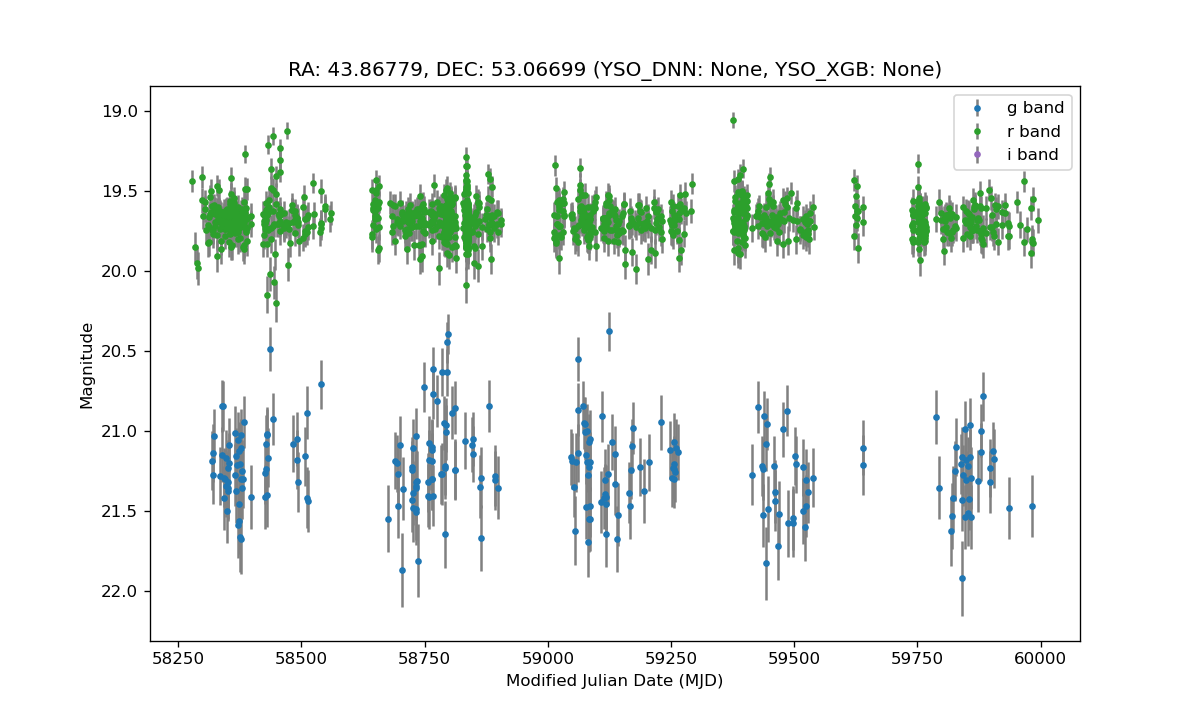 RA: 43.86779, DEC: 53.06699 (YSO_DNN: None, YSO_XGB: None)
g band
r band
i band
19.0
19.5
20.0
20.5
21.0
21.5
22.0
Magnitude
58250
58500
58750
59000
59250
59500
59750
60000
Modified Julian Date (MJD)